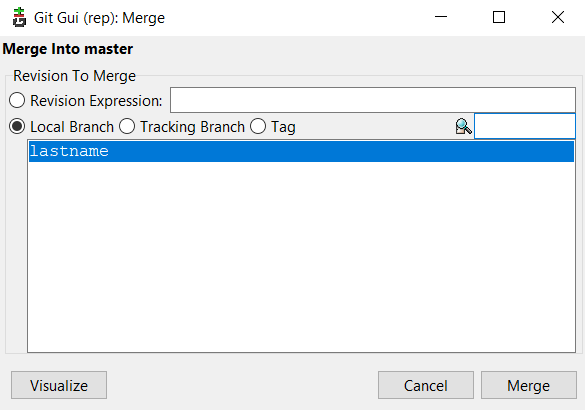 Git Gui (rep): Merge
Merge Into master
Revision To Merge
Revision Expression:
Local Branch Tracking Branch Tag
lastname
Visualize Cancel Merge